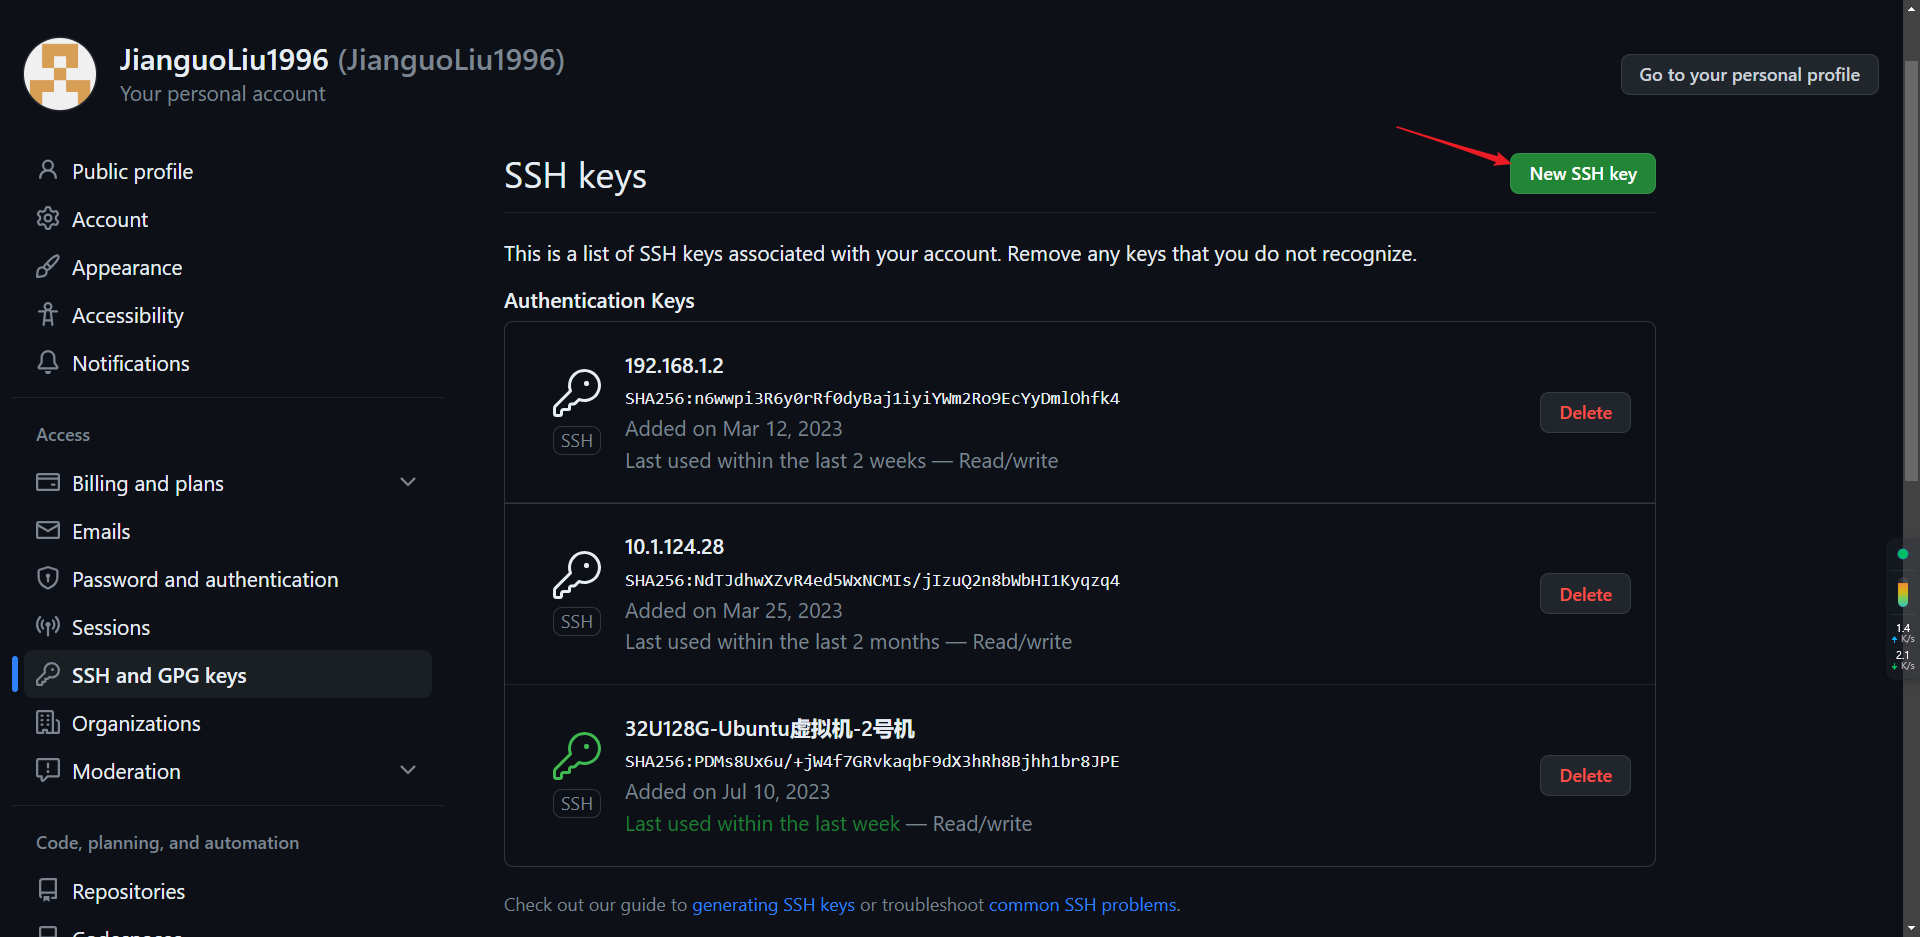 JianguoLiu1996 (JianguoLiu1996)
Your personal account
Go to your personal profile
Public profile
Account
Appearance
Accessibility
Notifications
Access
Billing and plans
Emails
Password and authentication
Sessions
SSH and GPG keys
Organizations
Moderation
Code, planning, and automation
Repositories
SSH keys
New SSH key
This is a list of SSH keys associated with your account. Remove any keys that you do not recognize.
Authentication Keys
192.168.1.2
SHA256:n6wwpi3R6y0rRf0dyBaj1iyiYWm2Ro9EcYyDmlOhfk4
Added on Mar 12, 2023
Last used within the last 2 weeks — Read/write
SSH
Delete
10.1.124.28
SHA256:NdTJdhwXZvR4ed5WxNCMIs/jIzuQ2n8bWbHI1Kyqzq4
Added on Mar 25, 2023
Last used within the last 2 months — Read/write
SSH
Delete
32U128G-Ubuntu虚拟机-2号机
SHA256:PDMs8Ux6u/+jW4f7GRvkaqbF9dX3hRh8Bjhh1br8JPE
Added on Jul 10, 2023
Last used within the last week — Read/write
SSH
Delete
Check out our guide to generating SSH keys or troubleshoot common SSH problems.
1.4
K/s
2.1
K/s